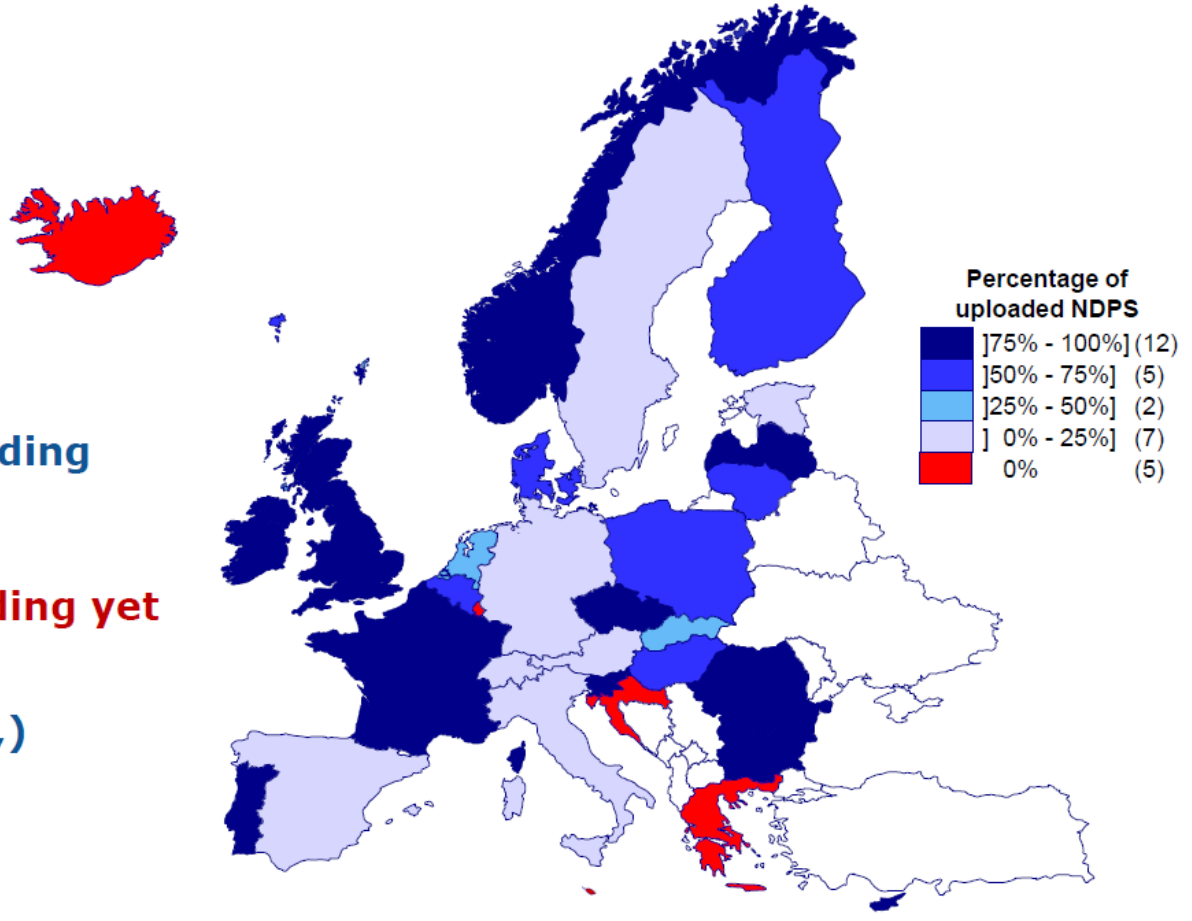 ding
ling yet
,)
Percentage of
uploaded NDPS
]75% - 100%] (12)
]50% - 75%] (5)
]25% - 50%] (2)
] 0% - 25%] (7)
0% (5)